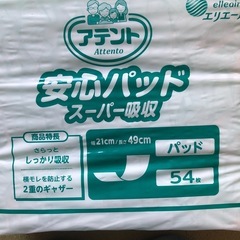 elleair
エリエール
アテント
Attento
安心パッド
スーパー吸収
商品特長
さらっと
しっかり吸収
横モレを防止する
2重のギャザー
幅21cm/長さ49cm
パッド
54枚